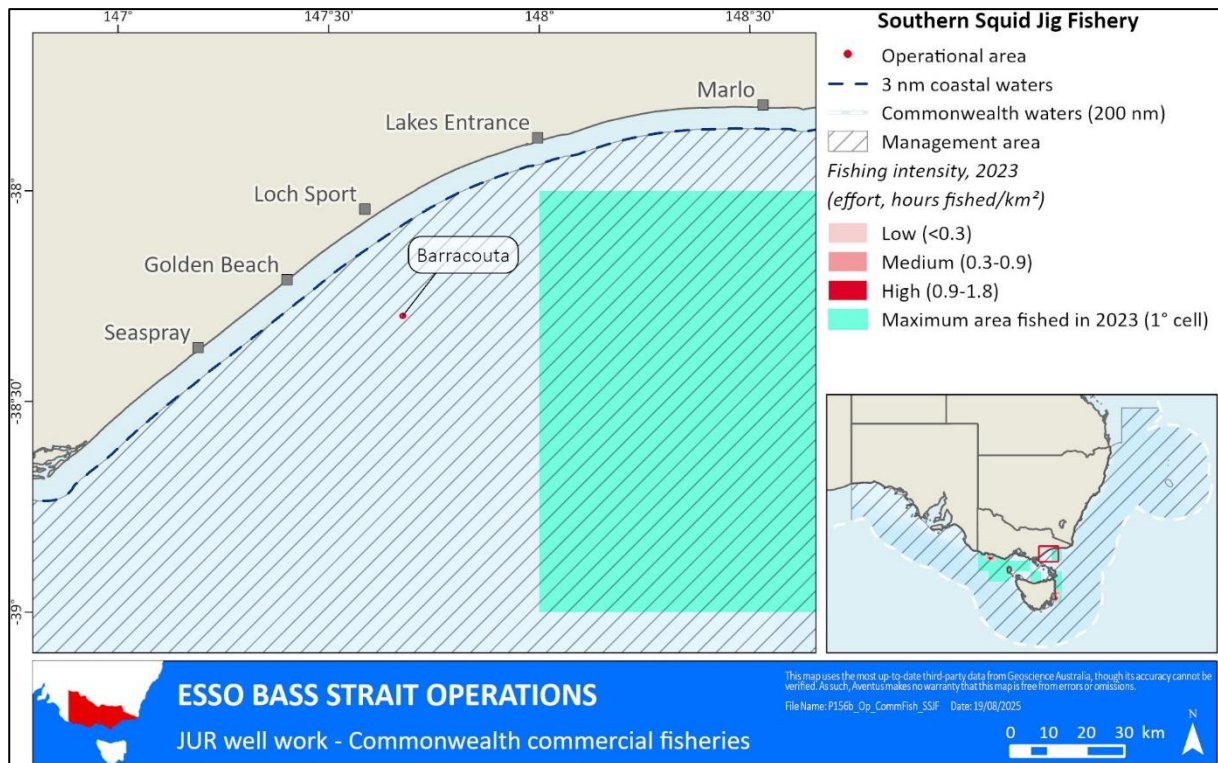 147°
147°30'
148°
148°30'
-38°
-38°30'
-39°
Marlo
Lakes Entrance
Loch Sport
Barracouta
Golden Beach
Seaspray
Southern Squid Jig Fishery
Operational area
3 nm coastal waters
Commonwealth waters (200 nm)
Management area
Fishing intensity, 2023
(effort, hours fished/km²)
Low (<0.3)
Medium (0.3-0.9)
High (0.9-1.8)
Maximum area fished in 2023 (1° cell)
ESSO BASS STRAIT OPERATIONS
JUR well work - Commonwealth commercial fisheries
This map uses the most up-to-date third-party data from Geoscience Australia, though its accuracy cannot be
verified. As such, Aventus makes no warranty that this map is free from errors or omissions.
File Name: P156b_Op_CommFish_SSJF Date: 19/08/2025
0 10 20 30 km
N